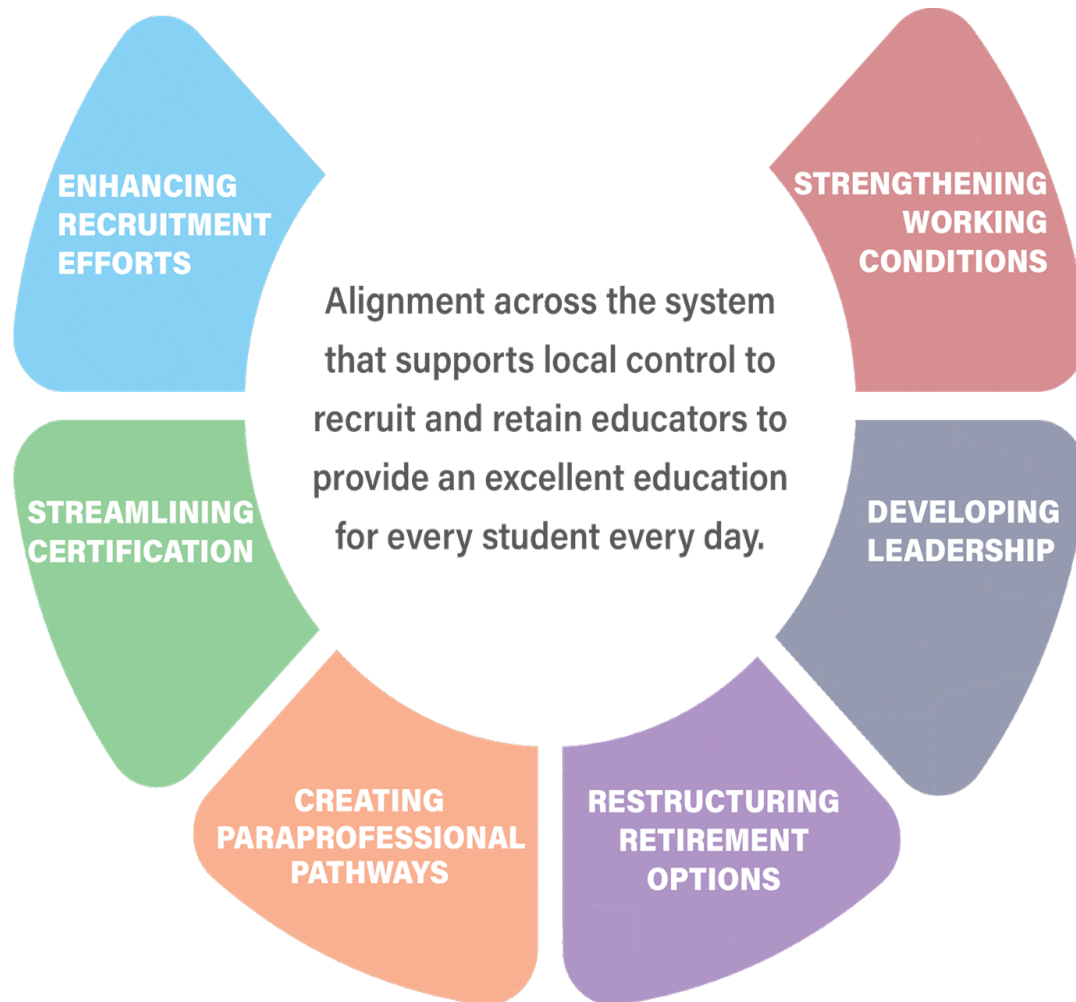 ENHANCING
RECRUITMENT
EFFORTS
STREAMLINING
CERTIFICATION
CREATING
PARAPROFESSIONAL
PATHWAYS
RESTRUCTURING
RETIREMENT
OPTIONS
DEVELOPING
LEADERSHIP
STRENGTHENING
WORKING
CONDITIONS
Alignment across the system
that supports local control to
recruit and retain educators to
provide an excellent education
for every student every day.